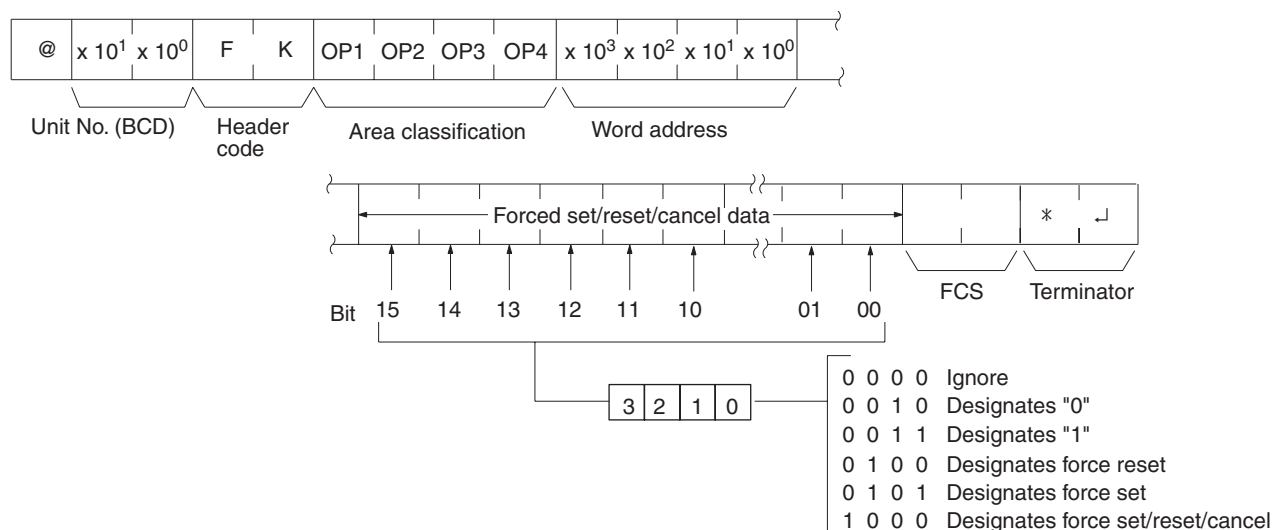 @ x 10¹ x 10⁰ F K OP1 OP2 OP3 OP4 x 10³ x 10² x 10¹ x 10⁰
Unit No. (BCD) Header code Area classification Word address
Forced set/reset/cancel data * ↵
Bit 15 14 13 12 11 10 01 00 FCS Terminator
3 2 1 0
0 0 0 0 Ignore
0 0 1 0 Designates "0"
0 0 1 1 Designates "1"
0 1 0 0 Designates force reset
0 1 0 1 Designates force set
1 0 0 0 Designates force set/reset/cancel